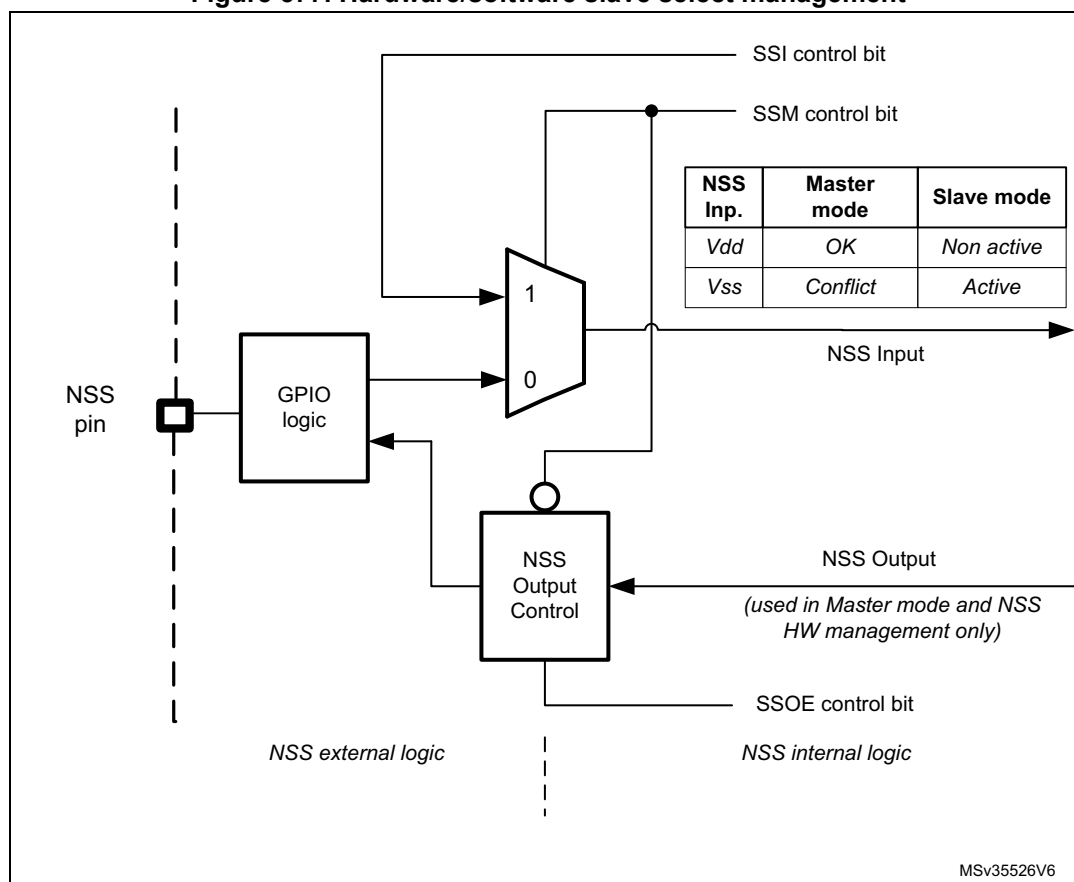 SSI control bit
SSM control bit
NSS Inp.
Master mode
Slave mode
Vdd
OK
Non active
Vss
Conflict
Active
1
0
NSS Input
NSS
pin
GPIO
logic
NSS
Output
Control
NSS Output
(used in Master mode and NSS
HW management only)
SSOE control bit
NSS external logic
NSS internal logic
MSv35526V6